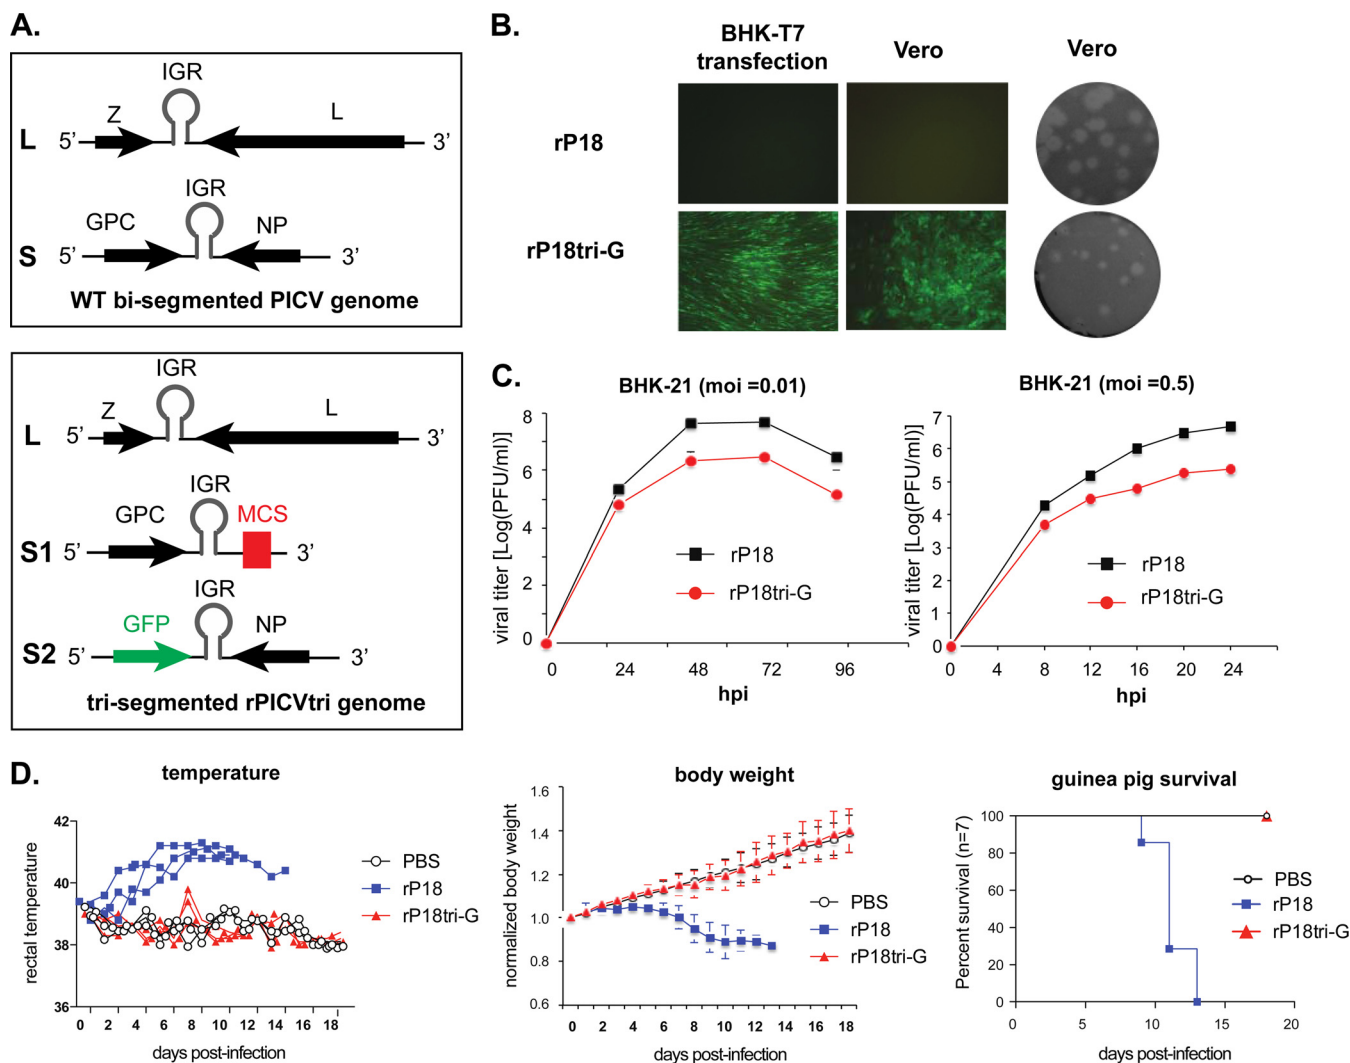 A.
IGR
Z
L
L 5’ 3’
IGR
GPC
NP
S 5’ 3’
WT bi-segmented PICV genome
IGR
Z
L
L 5’ 3’
IGR
GPC
MCS
S1 5’ 3’
IGR
GFP
NP
S2 5’ 3’
tri-segmented rPICVtri genome
B.
BHK-T7
transfection
Vero
Vero
rP18
rP18tri-G
C.
BHK-21 (moi =0.01)
viral titer [Log(PFU/ml)]
8
6
4
2
0
rP18
rP18tri-G
0 24 48 72 96
hpi
BHK-21 (moi =0.5)
viral titer [Log(PFU/ml)]
7
6
5
4
3
2
1
0
rP18
rP18tri-G
0 4 8 12 16 20 24
hpi
D.
temperature
rectal temperature
42
40
38
36
PBS
rP18
rP18tri-G
0 2 4 6 8 10 12 14 16 18
days post-infection
body weight
normalized body weight
1.6
1.4
1.2
1.0
0.8
0.6
PBS
rP18
rP18tri-G
0 2 4 6 8 10 12 14 16 18
days post-infection
guinea pig survival
Percent survival (n=7)
100
80
60
40
20
0
PBS
rP18
rP18tri-G
0 5 10 15 20
days post-infection